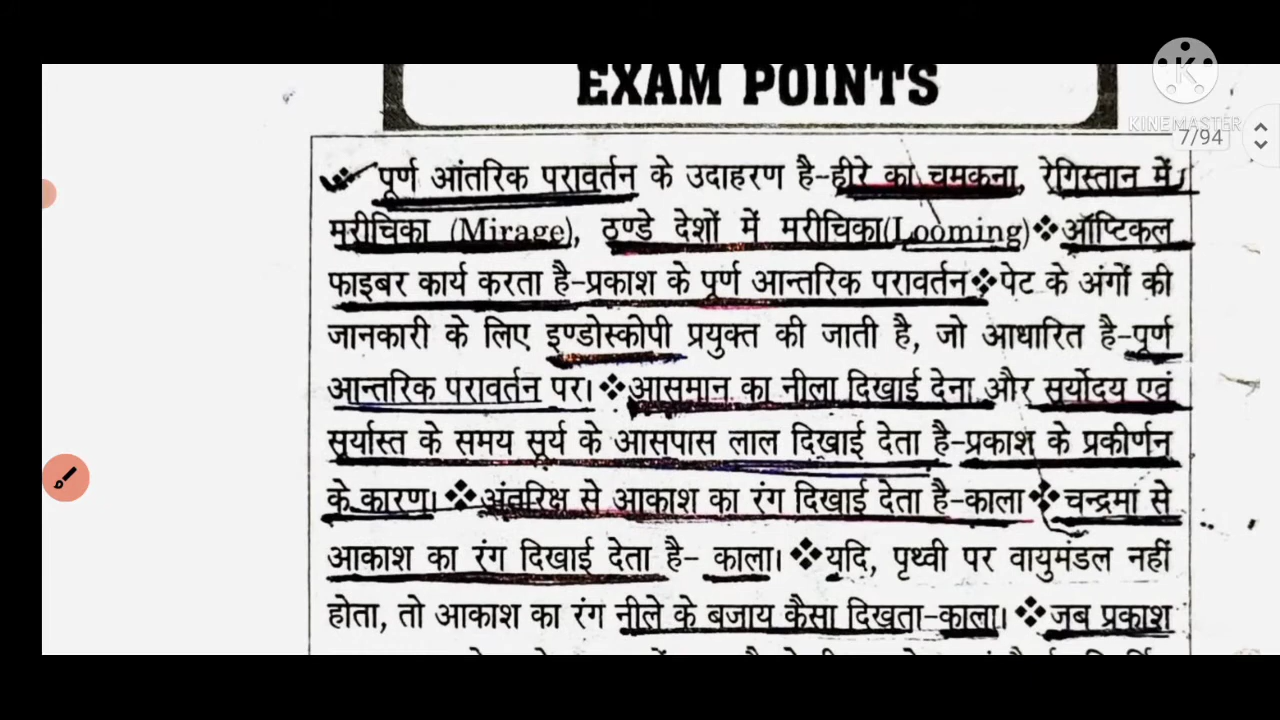 EXAM POINTS
KINEMASTER
7/94
पूर्ण आंतरिक परावर्तन के उदाहरण है-हीरे का चमकना, रेगिस्तान में
मरीचिका (Mirage), ठण्डे देशों में मरीचिका(Looming)❖ऑप्टिकल
फाइबर कार्य करता है-प्रकाश के पूर्ण आन्तरिक परावर्तन❖पेट के अंगों की
जानकारी के लिए इण्डोस्कोपी प्रयुक्त की जाती है, जो आधारित है-पूर्ण
आन्तरिक परावर्तन पर।❖आसमान का नीला दिखाई देना और सूर्योदय एवं
सूर्यास्त के समय सूर्य के आसपास लाल दिखाई देता है-प्रकाश के प्रकीर्णन
के कारण।❖अंतरिक्ष से आकाश का रंग दिखाई देता है-काला❖चन्द्रमा से
आकाश का रंग दिखाई देता है- काला।❖यदि, पृथ्वी पर वायुमंडल नहीं
होता, तो आकाश का रंग नीले के बजाय कैसा दिखता-काला।❖जब प्रकाश